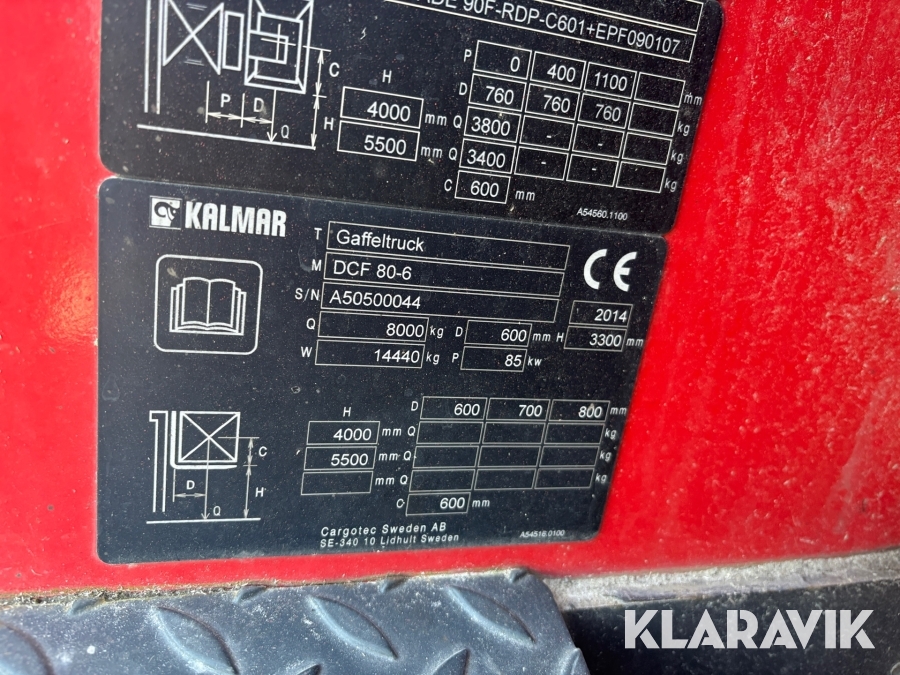 90F-RDP-C601+EPF090107
P 0 400 1100 mm
D 760 760 760 kg
H
4000 mm Q 3800 - - kg
5500 mm Q 3400 - - kg
C 600 mm
P D Q C H
A54560.1100
KALMAR
T Gaffeltruck
M DCF 80-6
CE
S/N A50500044 2014
Q 8000 kg D 600 mm H 3300 mm
W 14440 kg P 85 kw
H D 600 700 800 mm
4000 mm Q kg
5500 mm Q kg
mm Q kg
C 600 mm
D Q C H
Cargotec Sweden AB
SE-340 10 Lidhult Sweden
A54518.0100
KLARAVIK